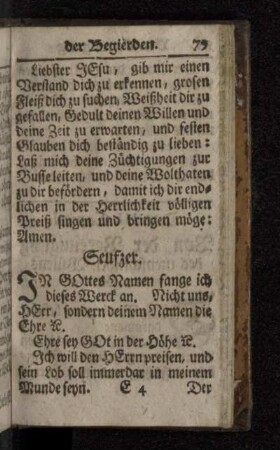 der Begierden. 79
Liebster JEsu, gib mir einen
Verstand dich zu erkennen, grosen
Fleiß dich zu suchen, Weißheit dir zu
gefallen, Gedult deinen Willen und
deine Zeit zu erwarten, und festen
Glauben dich beständig zu lieben:
Laß mich deine Züchtigungen zur
Busse leiten, und deine Wolthaten
zu dir befördern, damit ich dir end-
lichen in der Herrlichkeit völligen
Preiß singen und bringen möge:
Amen.
Seufzer.
IN GOttes Namen fange ich
dieses Werck an. Nicht uns,
HErr, sondern deinem Namen die
Ehre ꝛc.
Ehre sey GOt in der Höhe ꝛc.
Jch will den HErrn preisen, und
sein Lob soll immerdar in meinem
Munde seyn. E 4 Der